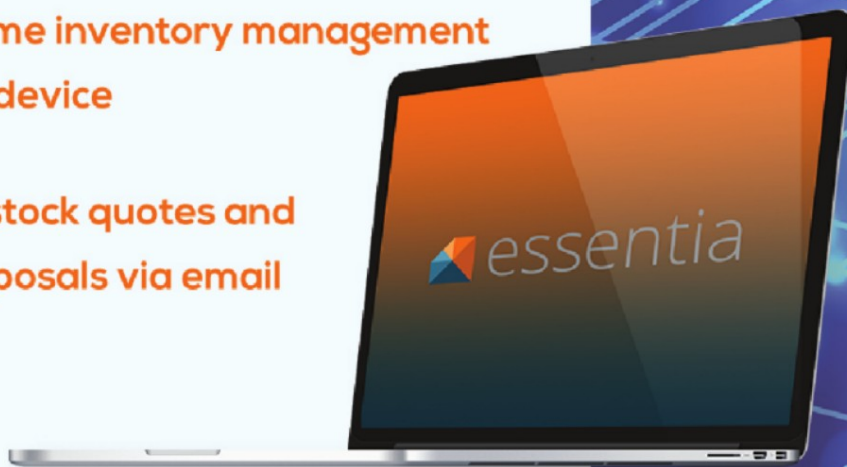 me inventory management
device
stock quotes and
posals via email
essentia